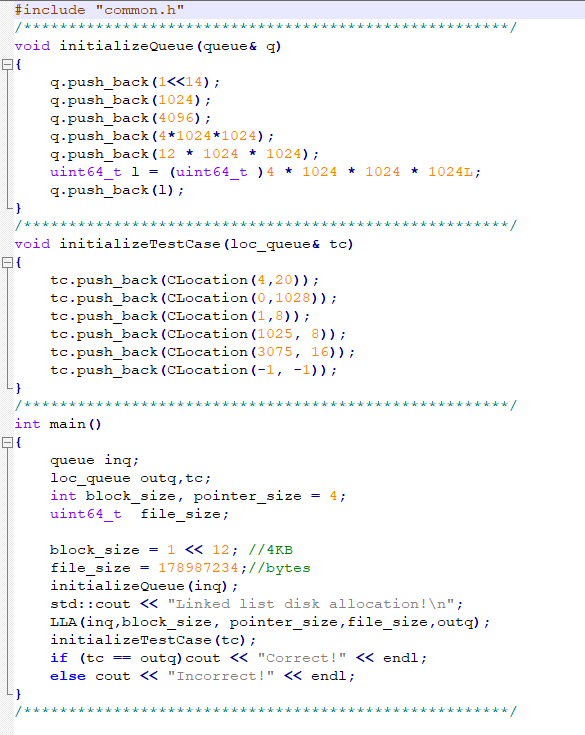 #include "common.h"
/******************************************************/
void initializeQueue(queue& q)
{
    q.push_back(1<<14);
    q.push_back(1024);
    q.push_back(4096);
    q.push_back(4*1024*1024);
    q.push_back(12 * 1024 * 1024);
    uint64_t l = (uint64_t )4 * 1024 * 1024 * 1024L;
    q.push_back(l);
}
/******************************************************/
void initializeTestCase(loc_queue& tc)
{
    tc.push_back(CLocation(4,20));
    tc.push_back(CLocation(0,1028));
    tc.push_back(CLocation(1,8));
    tc.push_back(CLocation(1025, 8));
    tc.push_back(CLocation(3075, 16));
    tc.push_back(CLocation(-1, -1));
}
/******************************************************/
int main()
{
    queue inq;
    loc_queue outq,tc;
    int block_size, pointer_size = 4;
    uint64_t  file_size;

    block_size = 1 << 12; //4KB
    file_size = 178987234;//bytes
    initializeQueue(inq);
    std::cout << "Linked list disk allocation!\n";
    LLA(inq,block_size, pointer_size,file_size,outq);
    initializeTestCase(tc);
    if (tc == outq)cout << "Correct!" << endl;
    else cout << "Incorrect!" << endl;
}
/******************************************************/